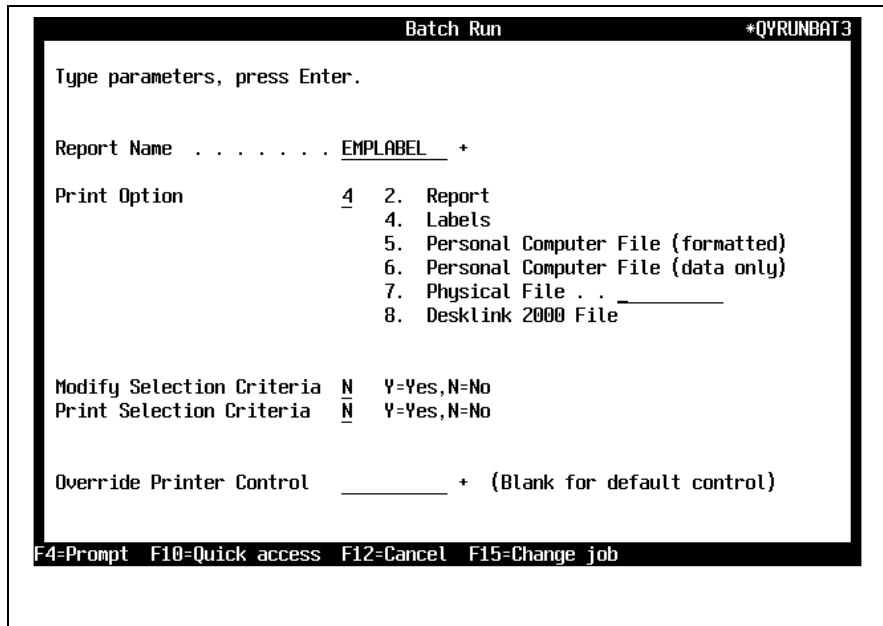 Batch Run *QYRUNBAT3
Type parameters, press Enter.
Report Name . . . . . . . EMPLABEL +
Print Option 4 2. Report
4. Labels
5. Personal Computer File (formatted)
6. Personal Computer File (data only)
7. Physical File . . _
8. Desklink 2000 File
Modify Selection Criteria N Y=Yes,N=No
Print Selection Criteria N Y=Yes,N=No
Override Printer Control + (Blank for default control)
F4=Prompt F10=Quick access F12=Cancel F15=Change job